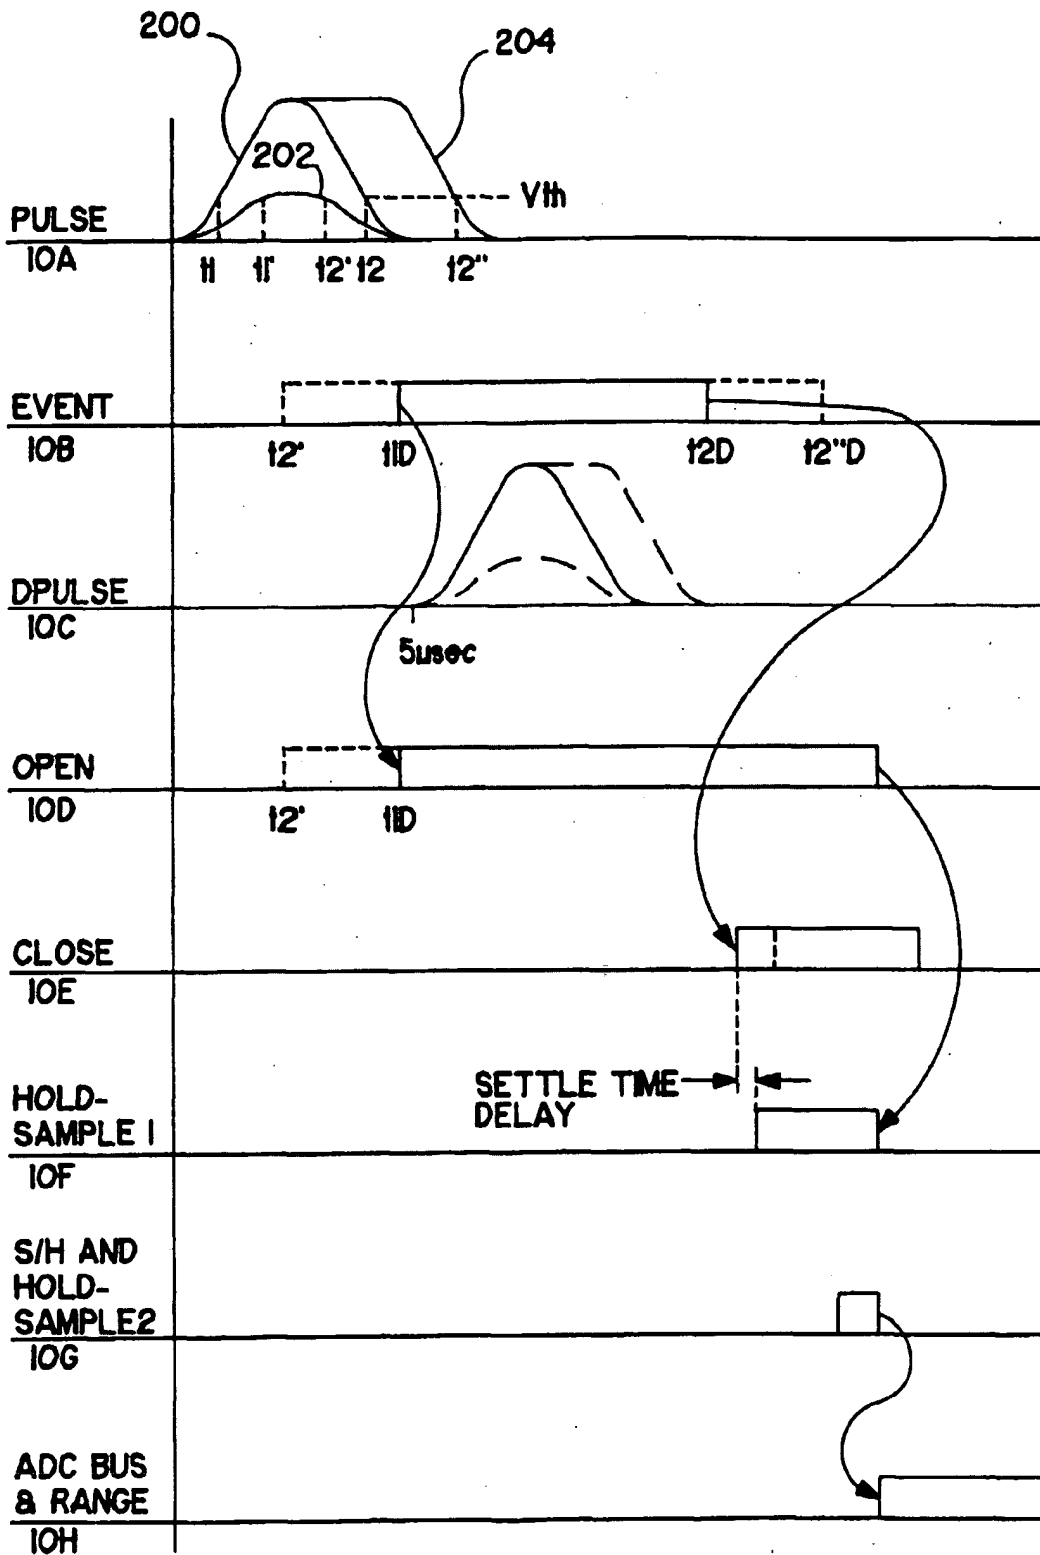 200
204
202
Vth
PULSE
10A
t1 t1' t2' t2 t2''
EVENT
10B
t2' t1D t2D t2''D
DPULSE
10C
5usec
OPEN
10D
t2' t1D
CLOSE
10E
SETTLE TIME
DELAY
HOLD-
SAMPLE 1
10F
S/H AND
HOLD-
SAMPLE2
10G
ADC BUS
& RANGE
10H